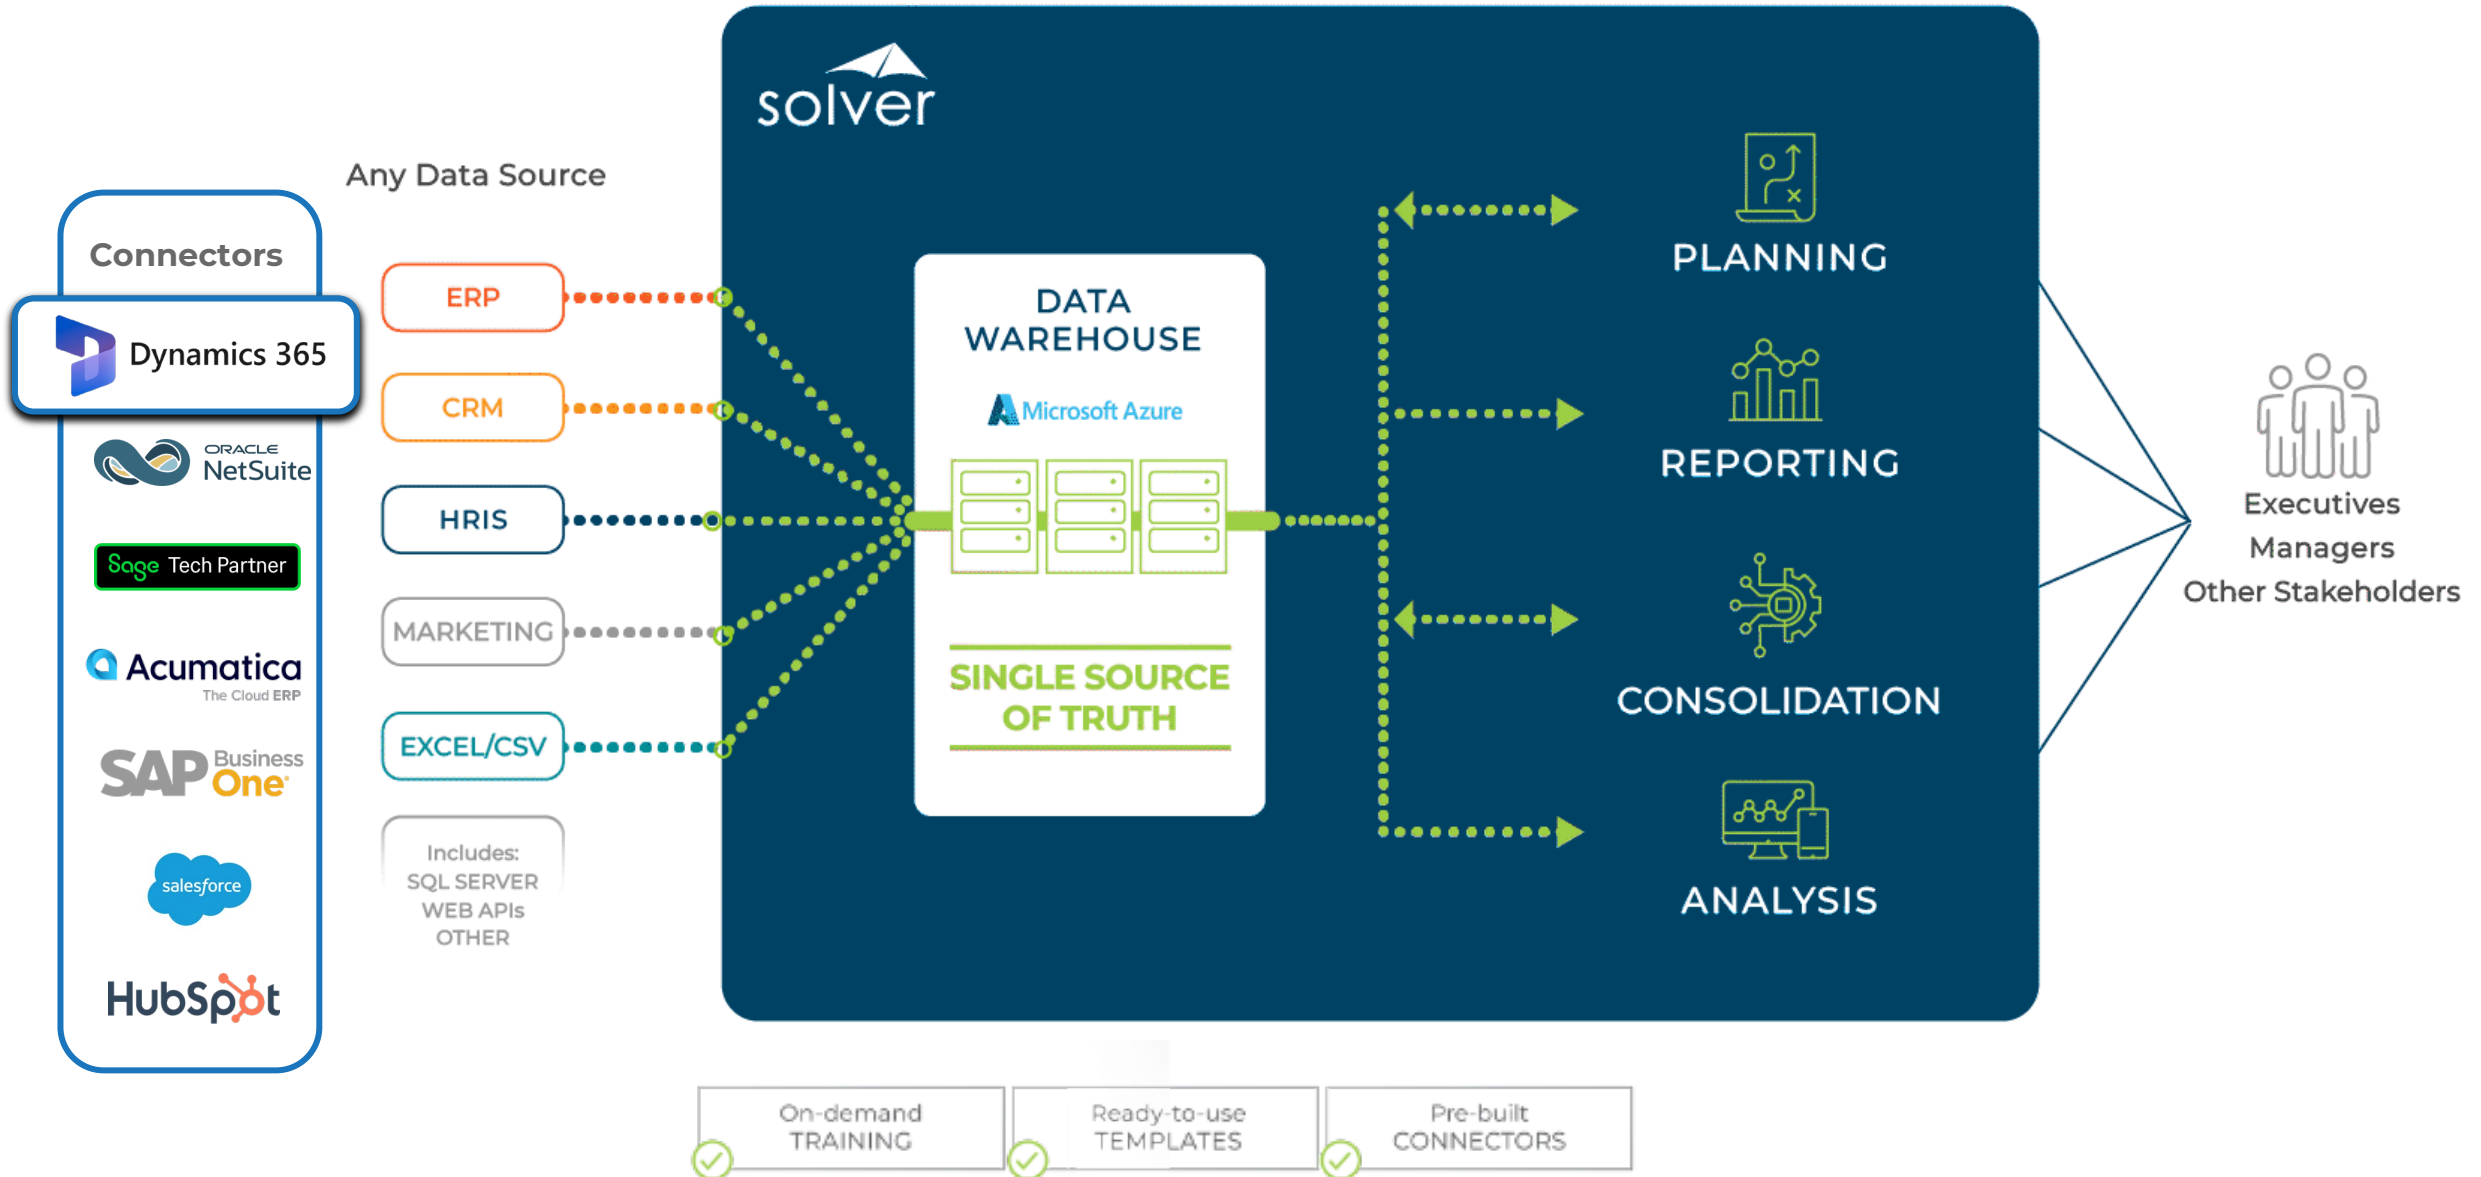 solver
Any Data Source
Connectors
Dynamics 365
ORACLE
NetSuite
Sage Tech Partner
Acumatica
The Cloud ERP
SAP Business
One
salesforce
HubSpot
ERP
CRM
HRIS
MARKETING
EXCEL/CSV
Includes:
SQL SERVER
WEB APIs
OTHER
DATA
WAREHOUSE
Microsoft Azure
SINGLE SOURCE
OF TRUTH
PLANNING
REPORTING
CONSOLIDATION
ANALYSIS
Executives
Managers
Other Stakeholders
On-demand
TRAINING
Ready-to-use
TEMPLATES
Pre-built
CONNECTORS